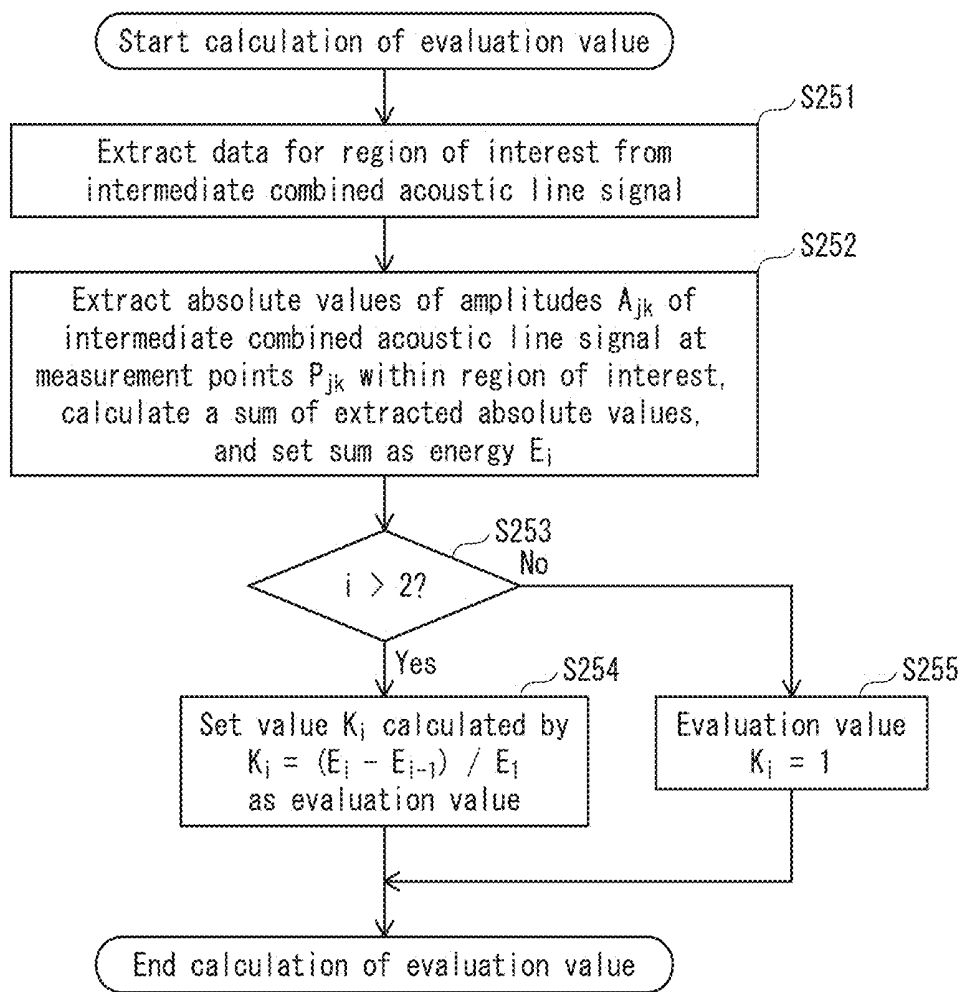 Start calculation of evaluation value
S251
Extract data for region of interest from
intermediate combined acoustic line signal
S252
Extract absolute values of amplitudes Ajk of
intermediate combined acoustic line signal at
measurement points Pjk within region of interest,
calculate a sum of extracted absolute values,
and set sum as energy Ei
S253
i > 2?
No
Yes
S254
Set value Ki calculated by
Ki = (Ei - Ei-1) / E1
as evaluation value
S255
Evaluation value
Ki = 1
End calculation of evaluation value